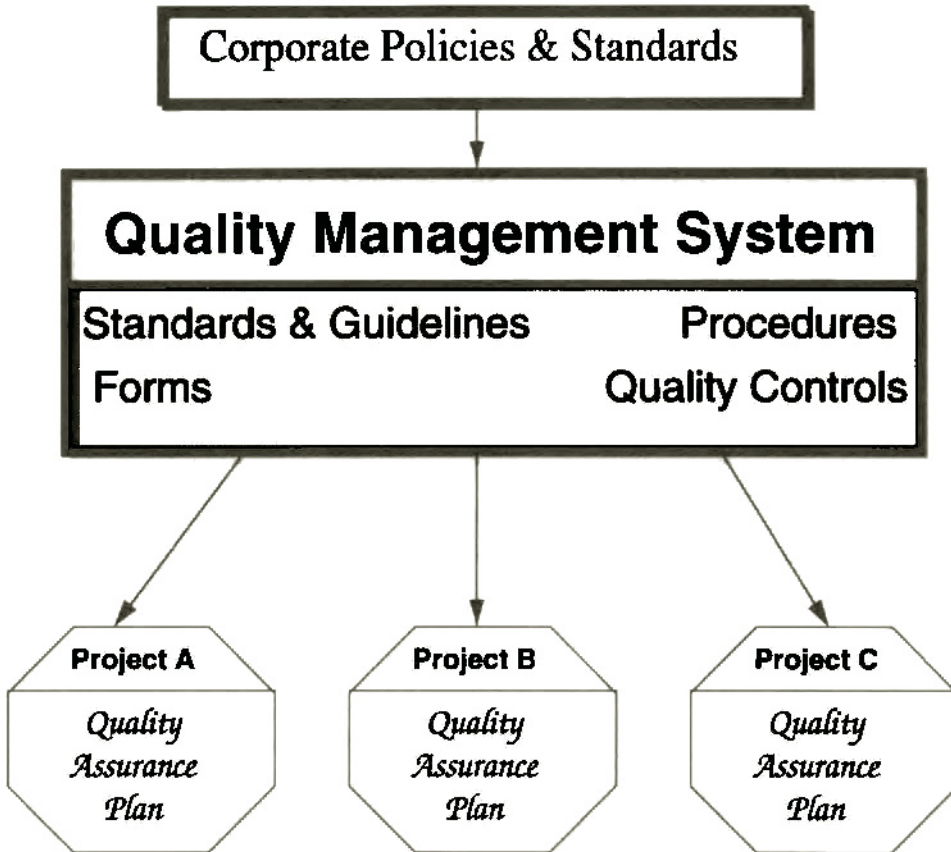 Corporate Policies & Standards
Quality Management System
Standards & Guidelines Procedures
Forms Quality Controls
Project A
Quality
Assurance
Plan
Project B
Quality
Assurance
Plan
Project C
Quality
Assurance
Plan